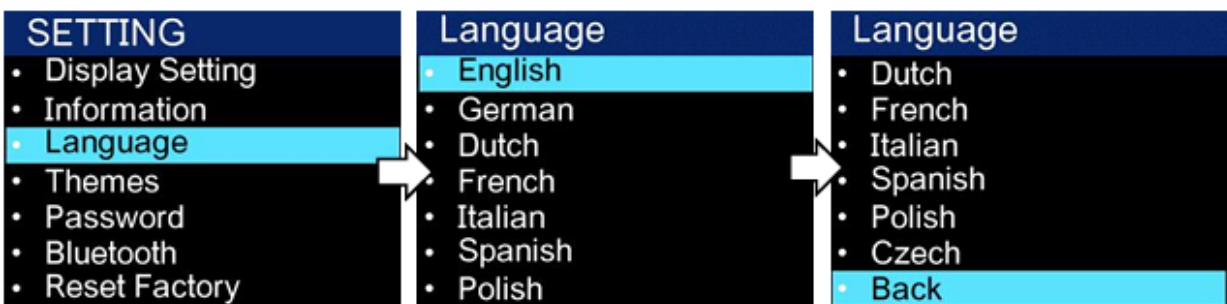 SETTING
• Display Setting
• Information
• Language
• Themes
• Password
• Bluetooth
• Reset Factory
Language
• English
• German
• Dutch
• French
• Italian
• Spanish
• Polish
Language
• Dutch
• French
• Italian
• Spanish
• Polish
• Czech
• Back